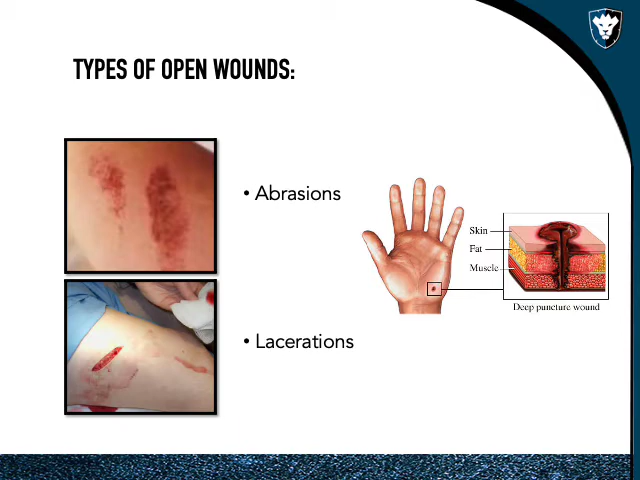 TYPES OF OPEN WOUNDS:
• Abrasions
Skin
Fat
Muscle
Deep puncture wound
• Lacerations